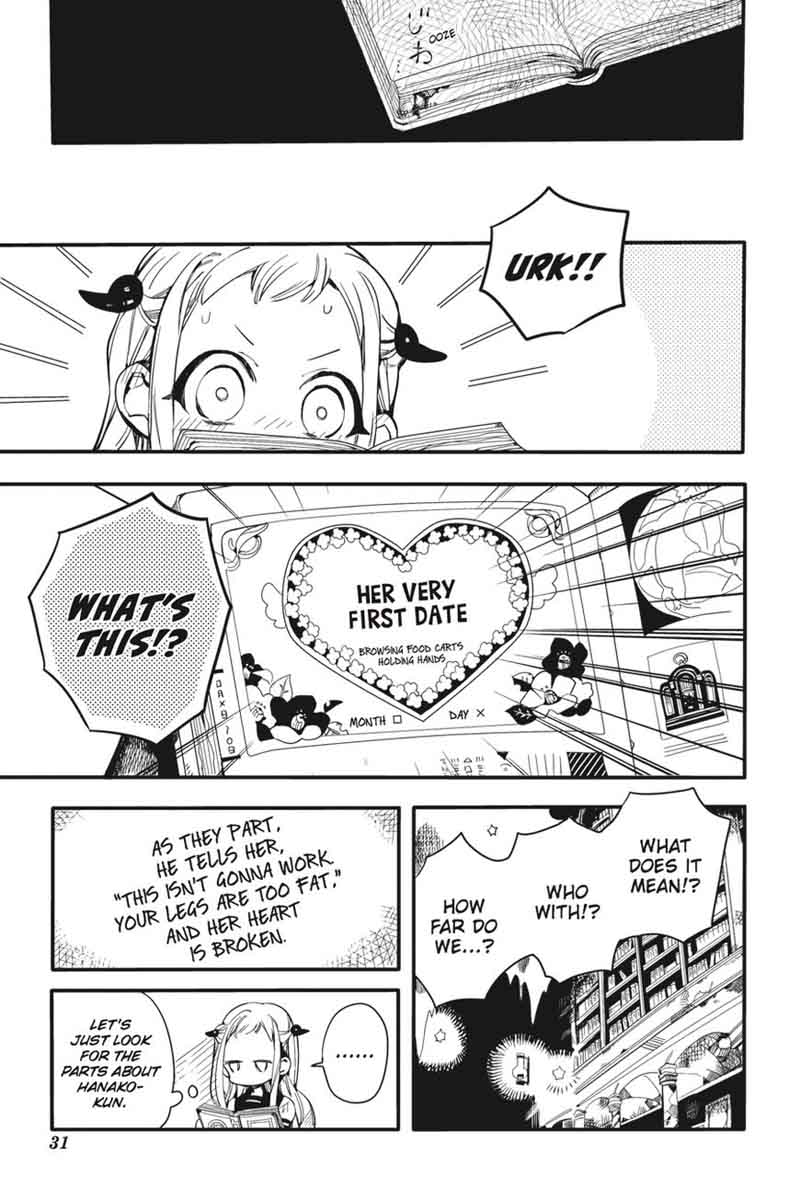 じわ…
OOZE
URK!!
WHAT'S
THIS!?
HER VERY
FIRST DATE
BROWSING FOOD CARTS
HOLDING HANDS
MONTH □
DAY ×
WHAT
DOES IT
MEAN!?
WHO
WITH!?
HOW
FAR DO
WE...?
AS THEY PART,
HE TELLS HER,
"THIS ISN'T GONNA WORK.
YOUR LEGS ARE TOO FAT,"
AND HER HEART
IS BROKEN.
......
LET'S
JUST LOOK
FOR THE
PARTS ABOUT
HANAKO-
KUN.
31